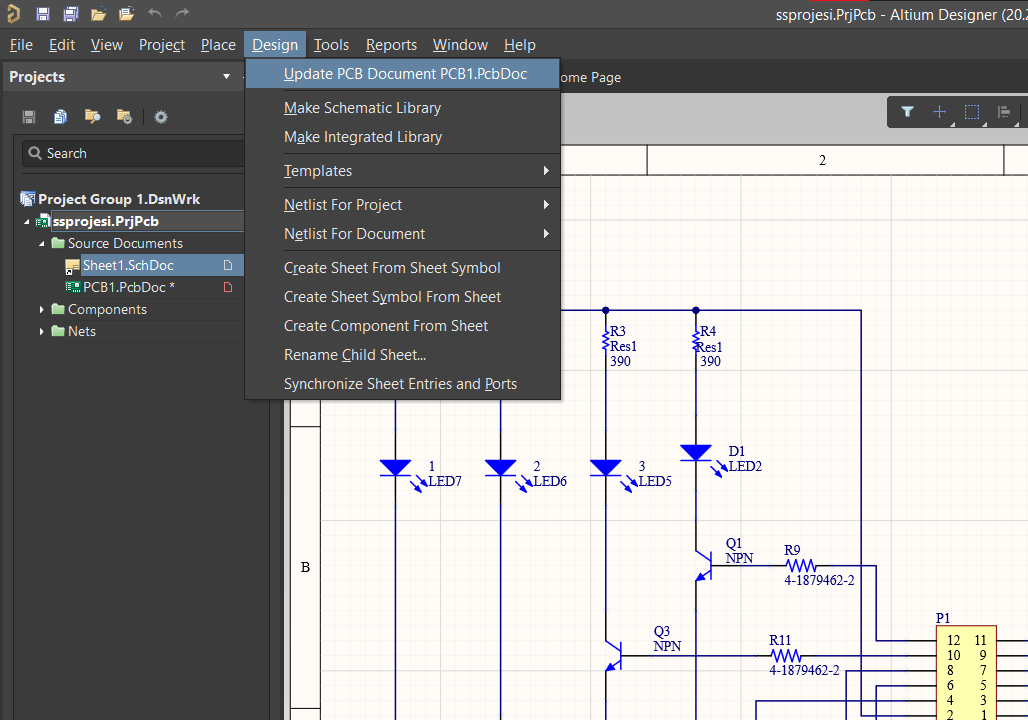 ssprojesi.PrjPcb - Altium Designer (20.2
File Edit View Project Place Design Tools Reports Window Help
Projects
Update PCB Document PCB1.PcbDoc
ome Page
Make Schematic Library
Make Integrated Library
Search
Templates
2
Project Group 1.DsnWrk
Netlist For Project
ssprojesi.PrjPcb
Netlist For Document
Source Documents
Sheet1.SchDoc
Create Sheet From Sheet Symbol
PCB1.PcbDoc *
Create Sheet Symbol From Sheet
Components
Create Component From Sheet
Nets
Rename Child Sheet...
Synchronize Sheet Entries and Ports
R3
Res1
390
R4
Res1
390
1
LED7
2
LED6
3
LED5
D1
LED2
B
Q1
NPN
R9
4-1879462-2
Q3
NPN
R11
4-1879462-2
P1
12 11
10 9
8 7
6 5
4 3
2 1